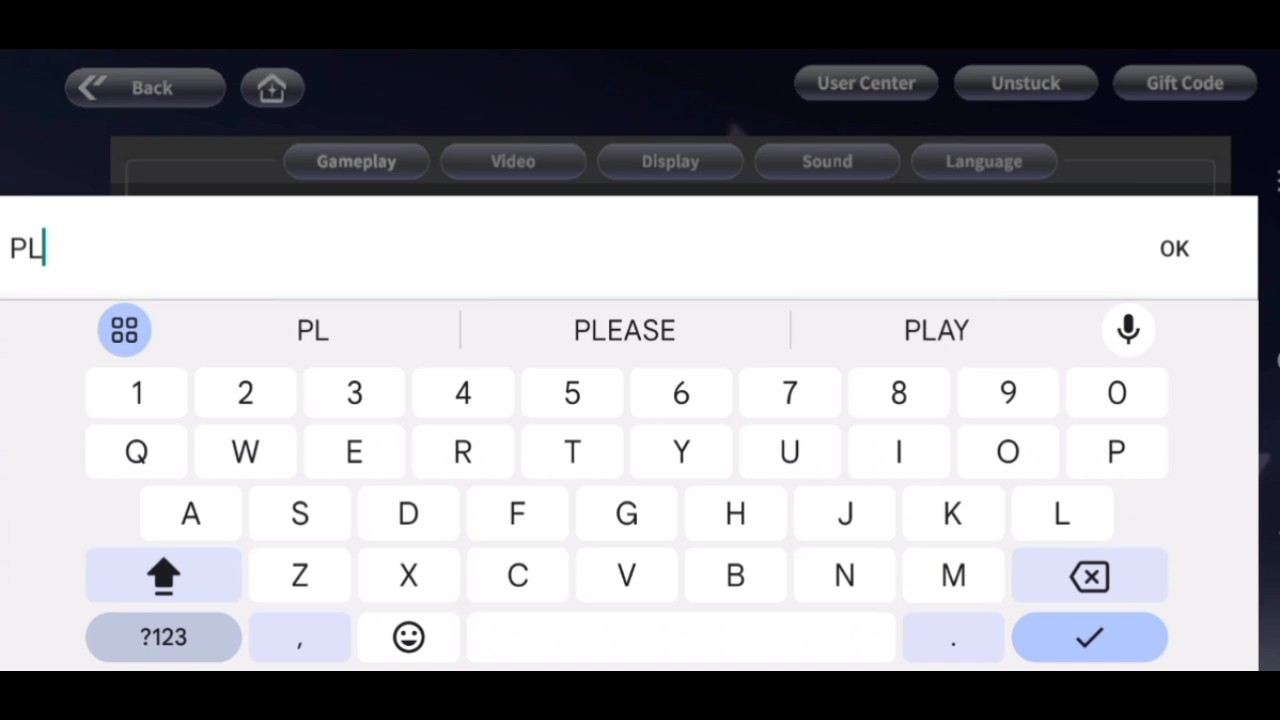 Back User Center Unstuck Gift Code
Gameplay Video Display Sound Language
PL OK
PL PLEASE PLAY
1 2 3 4 5 6 7 8 9 0
Q W E R T Y U I O P
A S D F G H J K L
Z X C V B N M
?123 , .